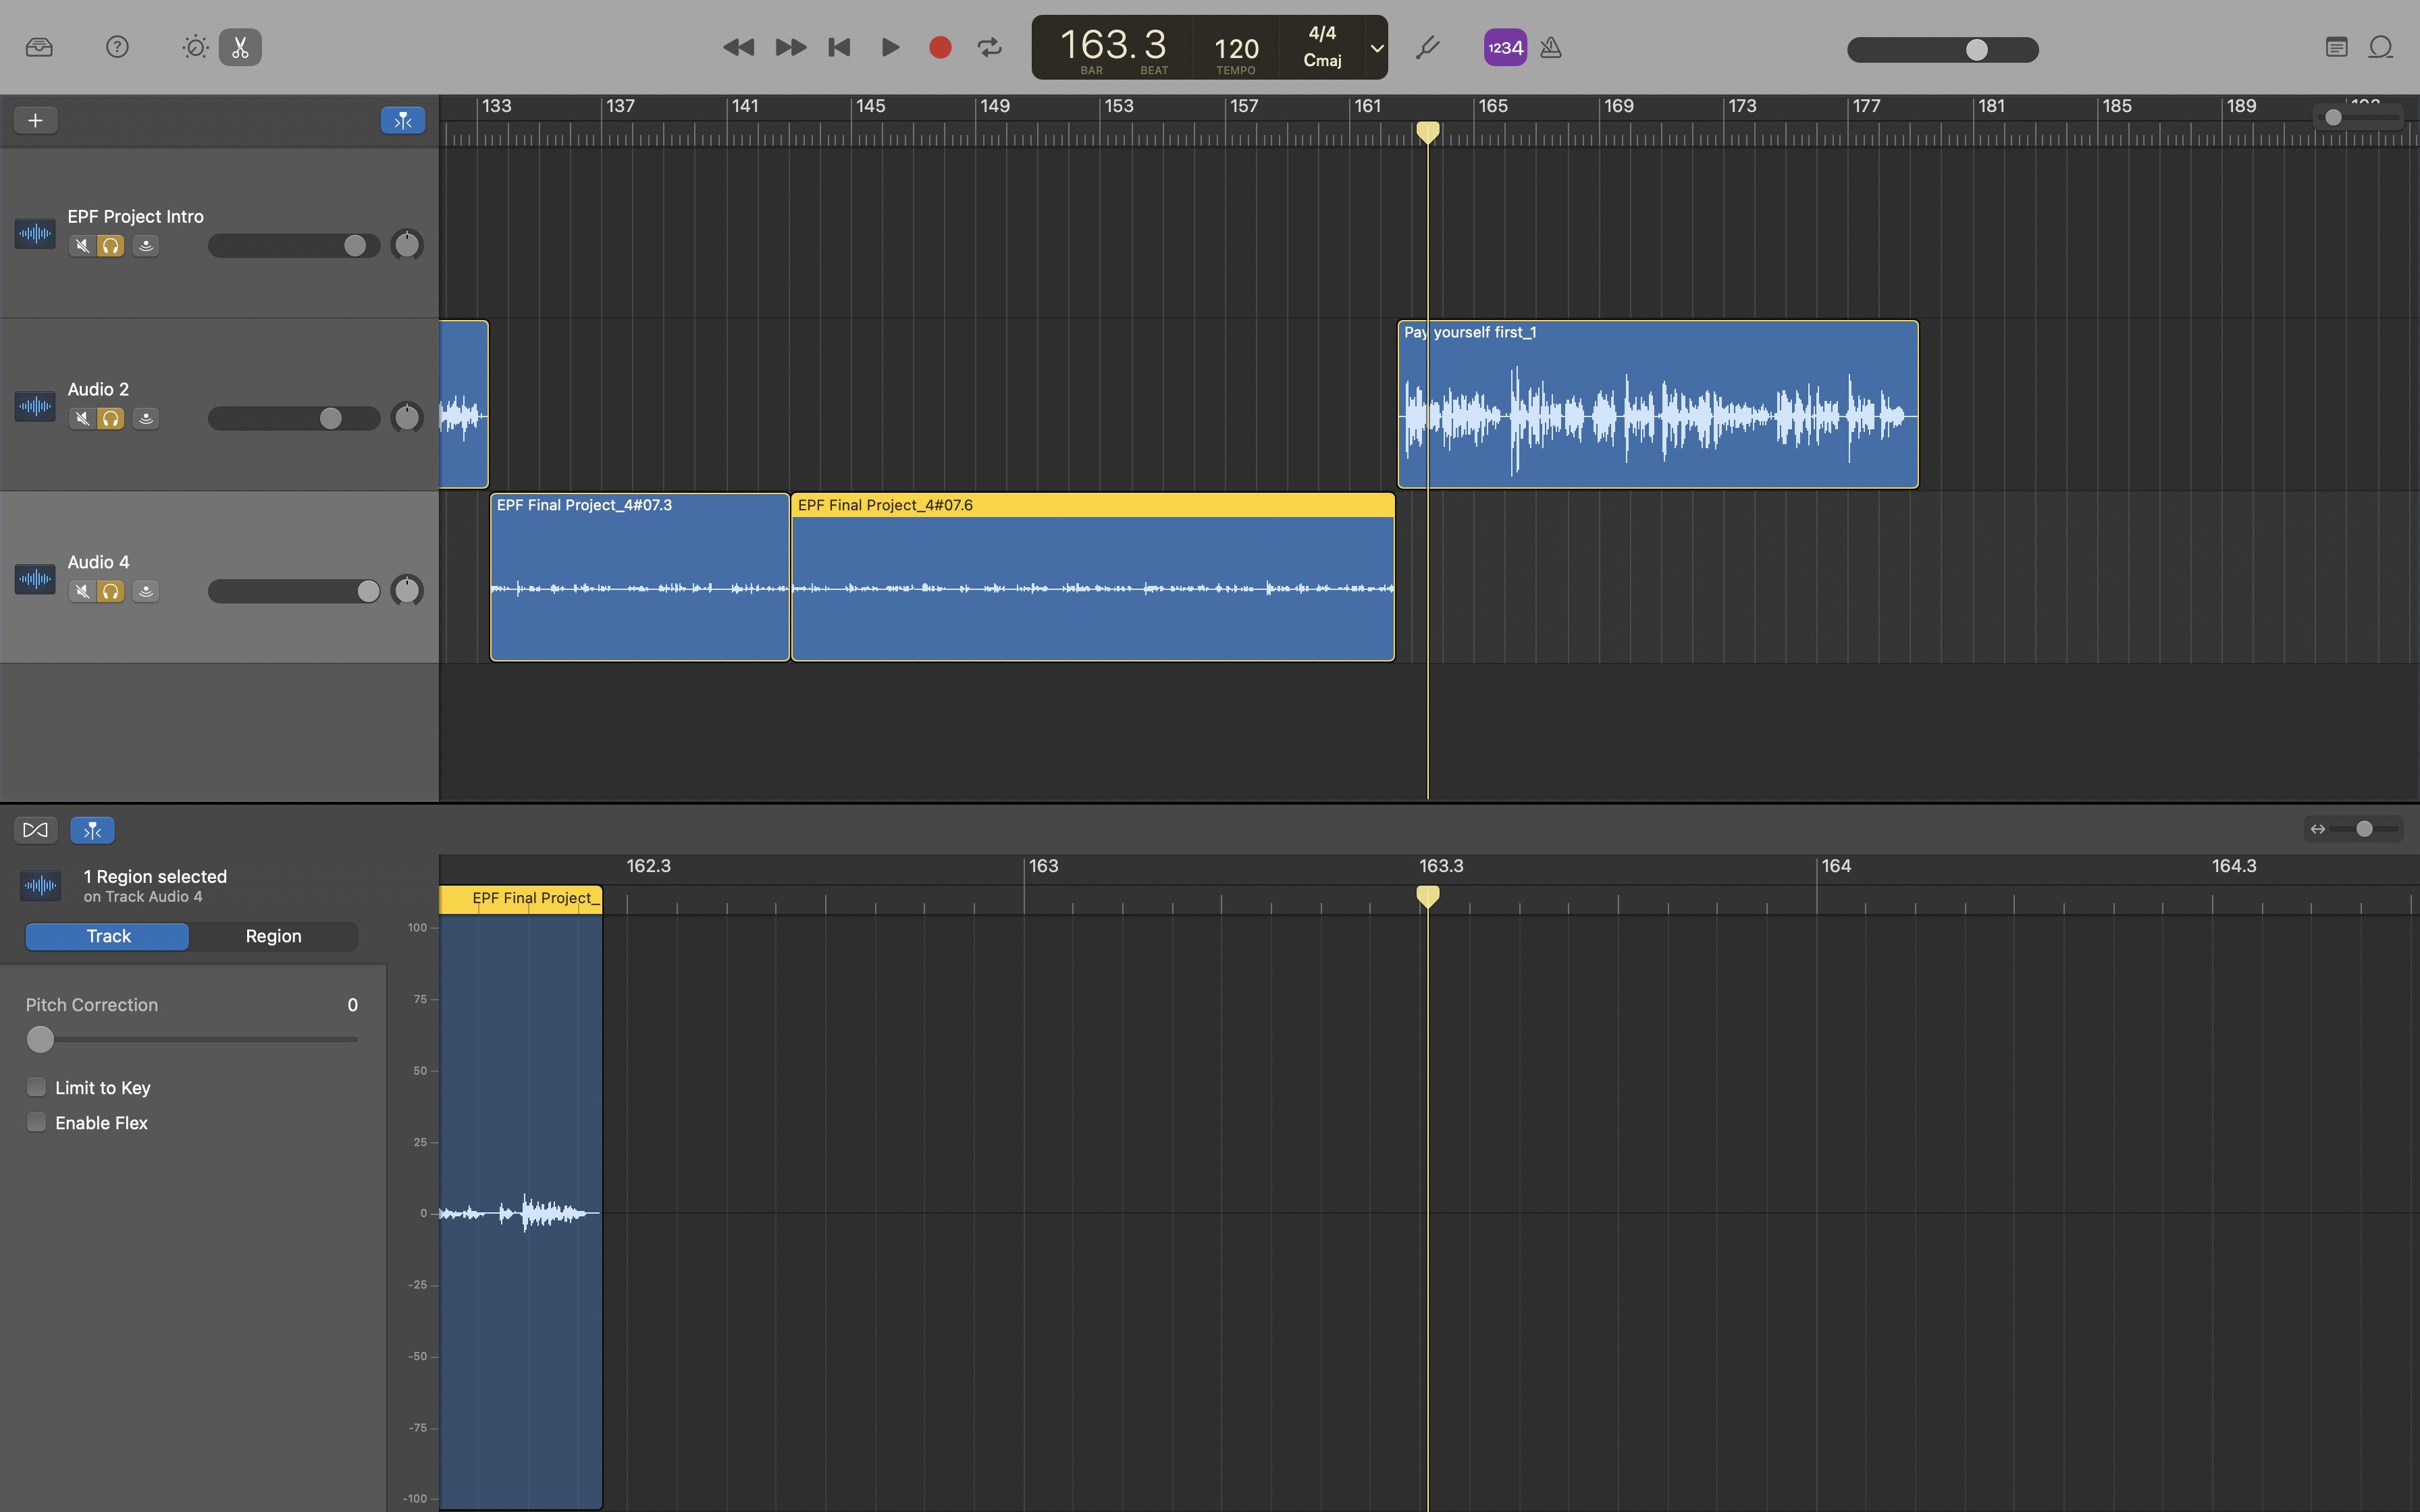 163.3 120 4/4
BAR BEAT TEMPO Cmaj
1234
133 137 141 145 149 153 157 161 165 169 173 177 181 185 189
EPF Project Intro
Audio 2
Pay yourself first_1
Audio 4
EPF Final Project_4#07.3
EPF Final Project_4#07.6
162.3 163 163.3 164 164.3
1 Region selected
on Track Audio 4
EPF Final Project_
Track Region
Pitch Correction 0
Limit to Key
Enable Flex
100
75
50
25
0
-25
-50
-75
-100